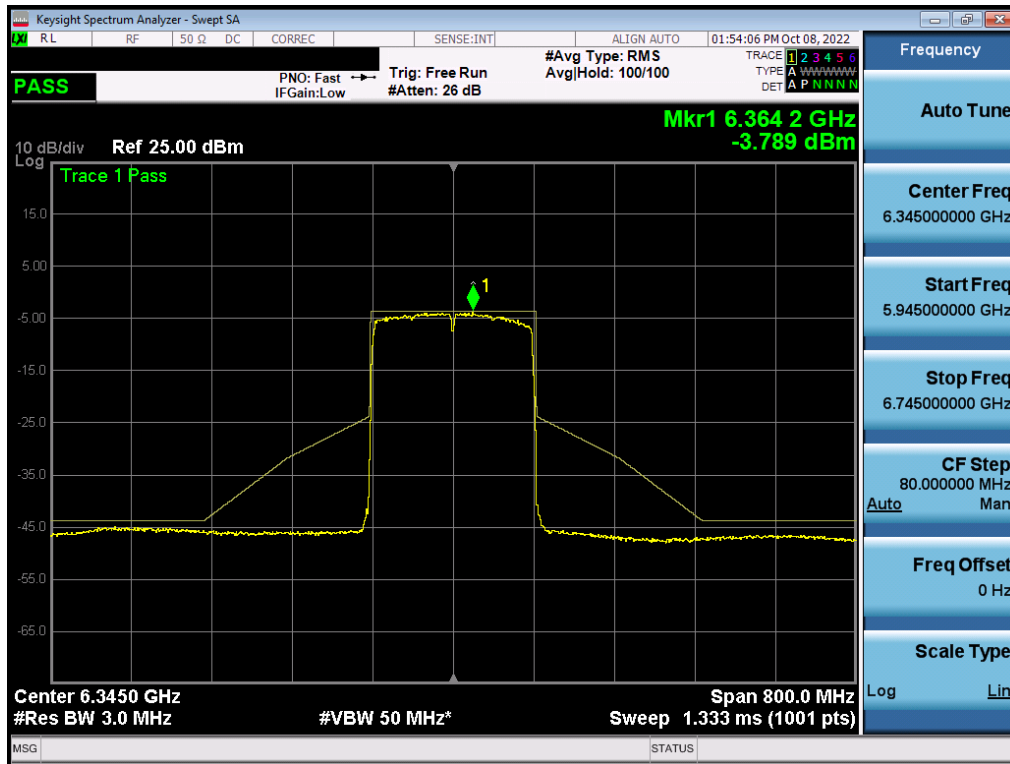 Keysight Spectrum Analyzer - Swept SA
LXI RL RF 50 Ω DC CORREC SENSE:INT ALIGN AUTO 01:54:06 PM Oct 08, 2022
PASS
PNO: Fast
IFGain:Low
Trig: Free Run
#Atten: 26 dB
#Avg Type: RMS
Avg|Hold: 100/100
TRACE 1 2 3 4 5 6
TYPE A WWWWW
DET A P N N N N
Mkr1 6.364 2 GHz
-3.789 dBm
10 dB/div Ref 25.00 dBm
Log
Trace 1 Pass
15.0
5.00
1
-5.00
-15.0
-25.0
-35.0
-45.0
-55.0
-65.0
Center 6.3450 GHz Span 800.0 MHz
#Res BW 3.0 MHz #VBW 50 MHz* Sweep 1.333 ms (1001 pts)
MSG STATUS
Frequency
Auto Tune
Center Freq
6.345000000 GHz
Start Freq
5.945000000 GHz
Stop Freq
6.745000000 GHz
CF Step
80.000000 MHz
Auto Man
Freq Offset
0 Hz
Scale Type
Log Lin